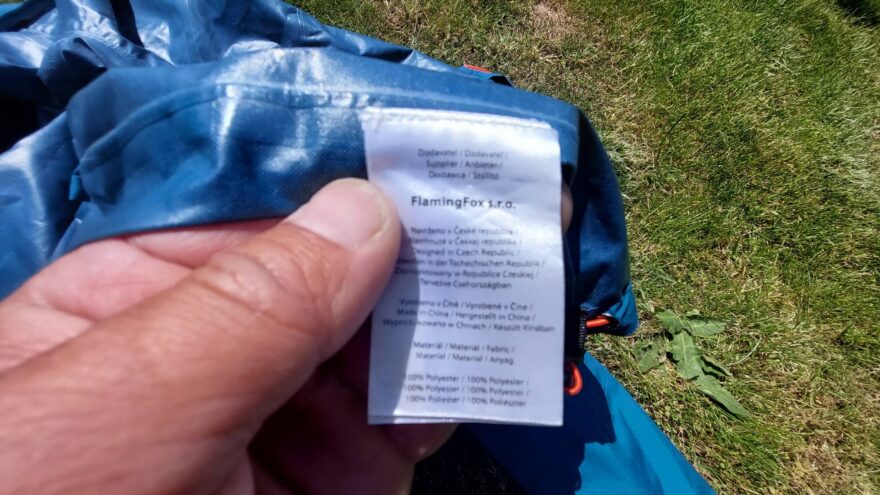 Dodavatel / Dodávateľ /
Supplier / Anbieter /
Dostawca / Szállító
FlamingFox s.r.o.
Navrženo v České republice /
Navrhnuté v Českej republike /
Designed in Czech Republic /
in der Tschechischen Republik /
Zaprojektowany w Republice Czeskiej /
Tervezve Csehországban
Vyrobeno v Číně / Vyrobené v Číne /
Made in China / Hergestellt in China /
Wyprodukowano w Chinach / Készült Kínában
Materiál / Materiál / Fabric /
Material / Materiał / Anyag
100% Polyester / 100% Polyester /
100% Polyester / 100% Polyester /
100% Poliester / 100% Poliészter